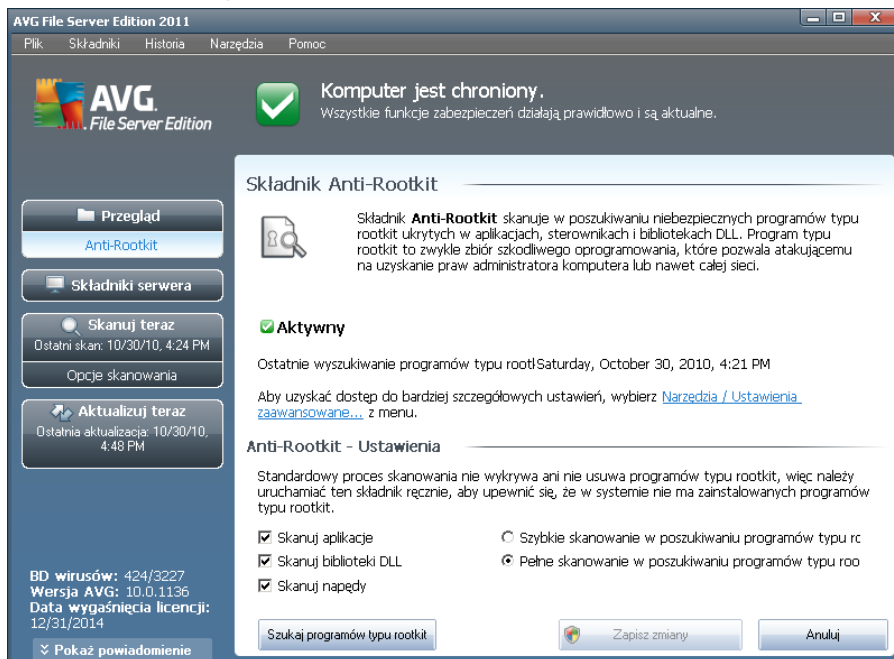 AVG File Server Edition 2011
Plik Składniki Historia Narzędzia Pomoc
AVG.
File Server Edition
Komputer jest chroniony.
Wszystkie funkcje zabezpieczeń działają prawidłowo i są aktualne.
Przegląd
Anti-Rootkit
Składniki serwera
Skanuj teraz
Ostatni skan: 10/30/10, 4:24 PM
Opcje skanowania
Aktualizuj teraz
Ostatnia aktualizacja: 10/30/10,
4:48 PM
BD wirusów: 424/3227
Wersja AVG: 10.0.1136
Data wygaśnięcia licencji:
12/31/2014
Pokaż powiadomienie
Składnik Anti-Rootkit
Składnik Anti-Rootkit skanuje w poszukiwaniu niebezpiecznych programów typu
rootkit ukrytych w aplikacjach, sterownikach i bibliotekach DLL. Program typu
rootkit to zwykle zbiór szkodliwego oprogramowania, które pozwala atakującemu
na uzyskanie praw administratora komputera lub nawet całej sieci.
Aktywny
Ostatnie wyszukiwanie programów typu rootl Saturday, October 30, 2010, 4:21 PM
Aby uzyskać dostęp do bardziej szczegółowych ustawień, wybierz Narzędzia / Ustawienia
zaawansowane... z menu.
Anti-Rootkit - Ustawienia
Standardowy proces skanowania nie wykrywa ani nie usuwa programów typu rootkit, więc należy
uruchamiać ten składnik ręcznie, aby upewnić się, że w systemie nie ma zainstalowanych programów
typu rootkit.
Skanuj aplikacje
Szybkie skanowanie w poszukiwaniu programów typu rc
Skanuj biblioteki DLL
Pełne skanowanie w poszukiwaniu programów typu roo
Skanuj napędy
Szukaj programów typu rootkit
Zapisz zmiany
Anuluj